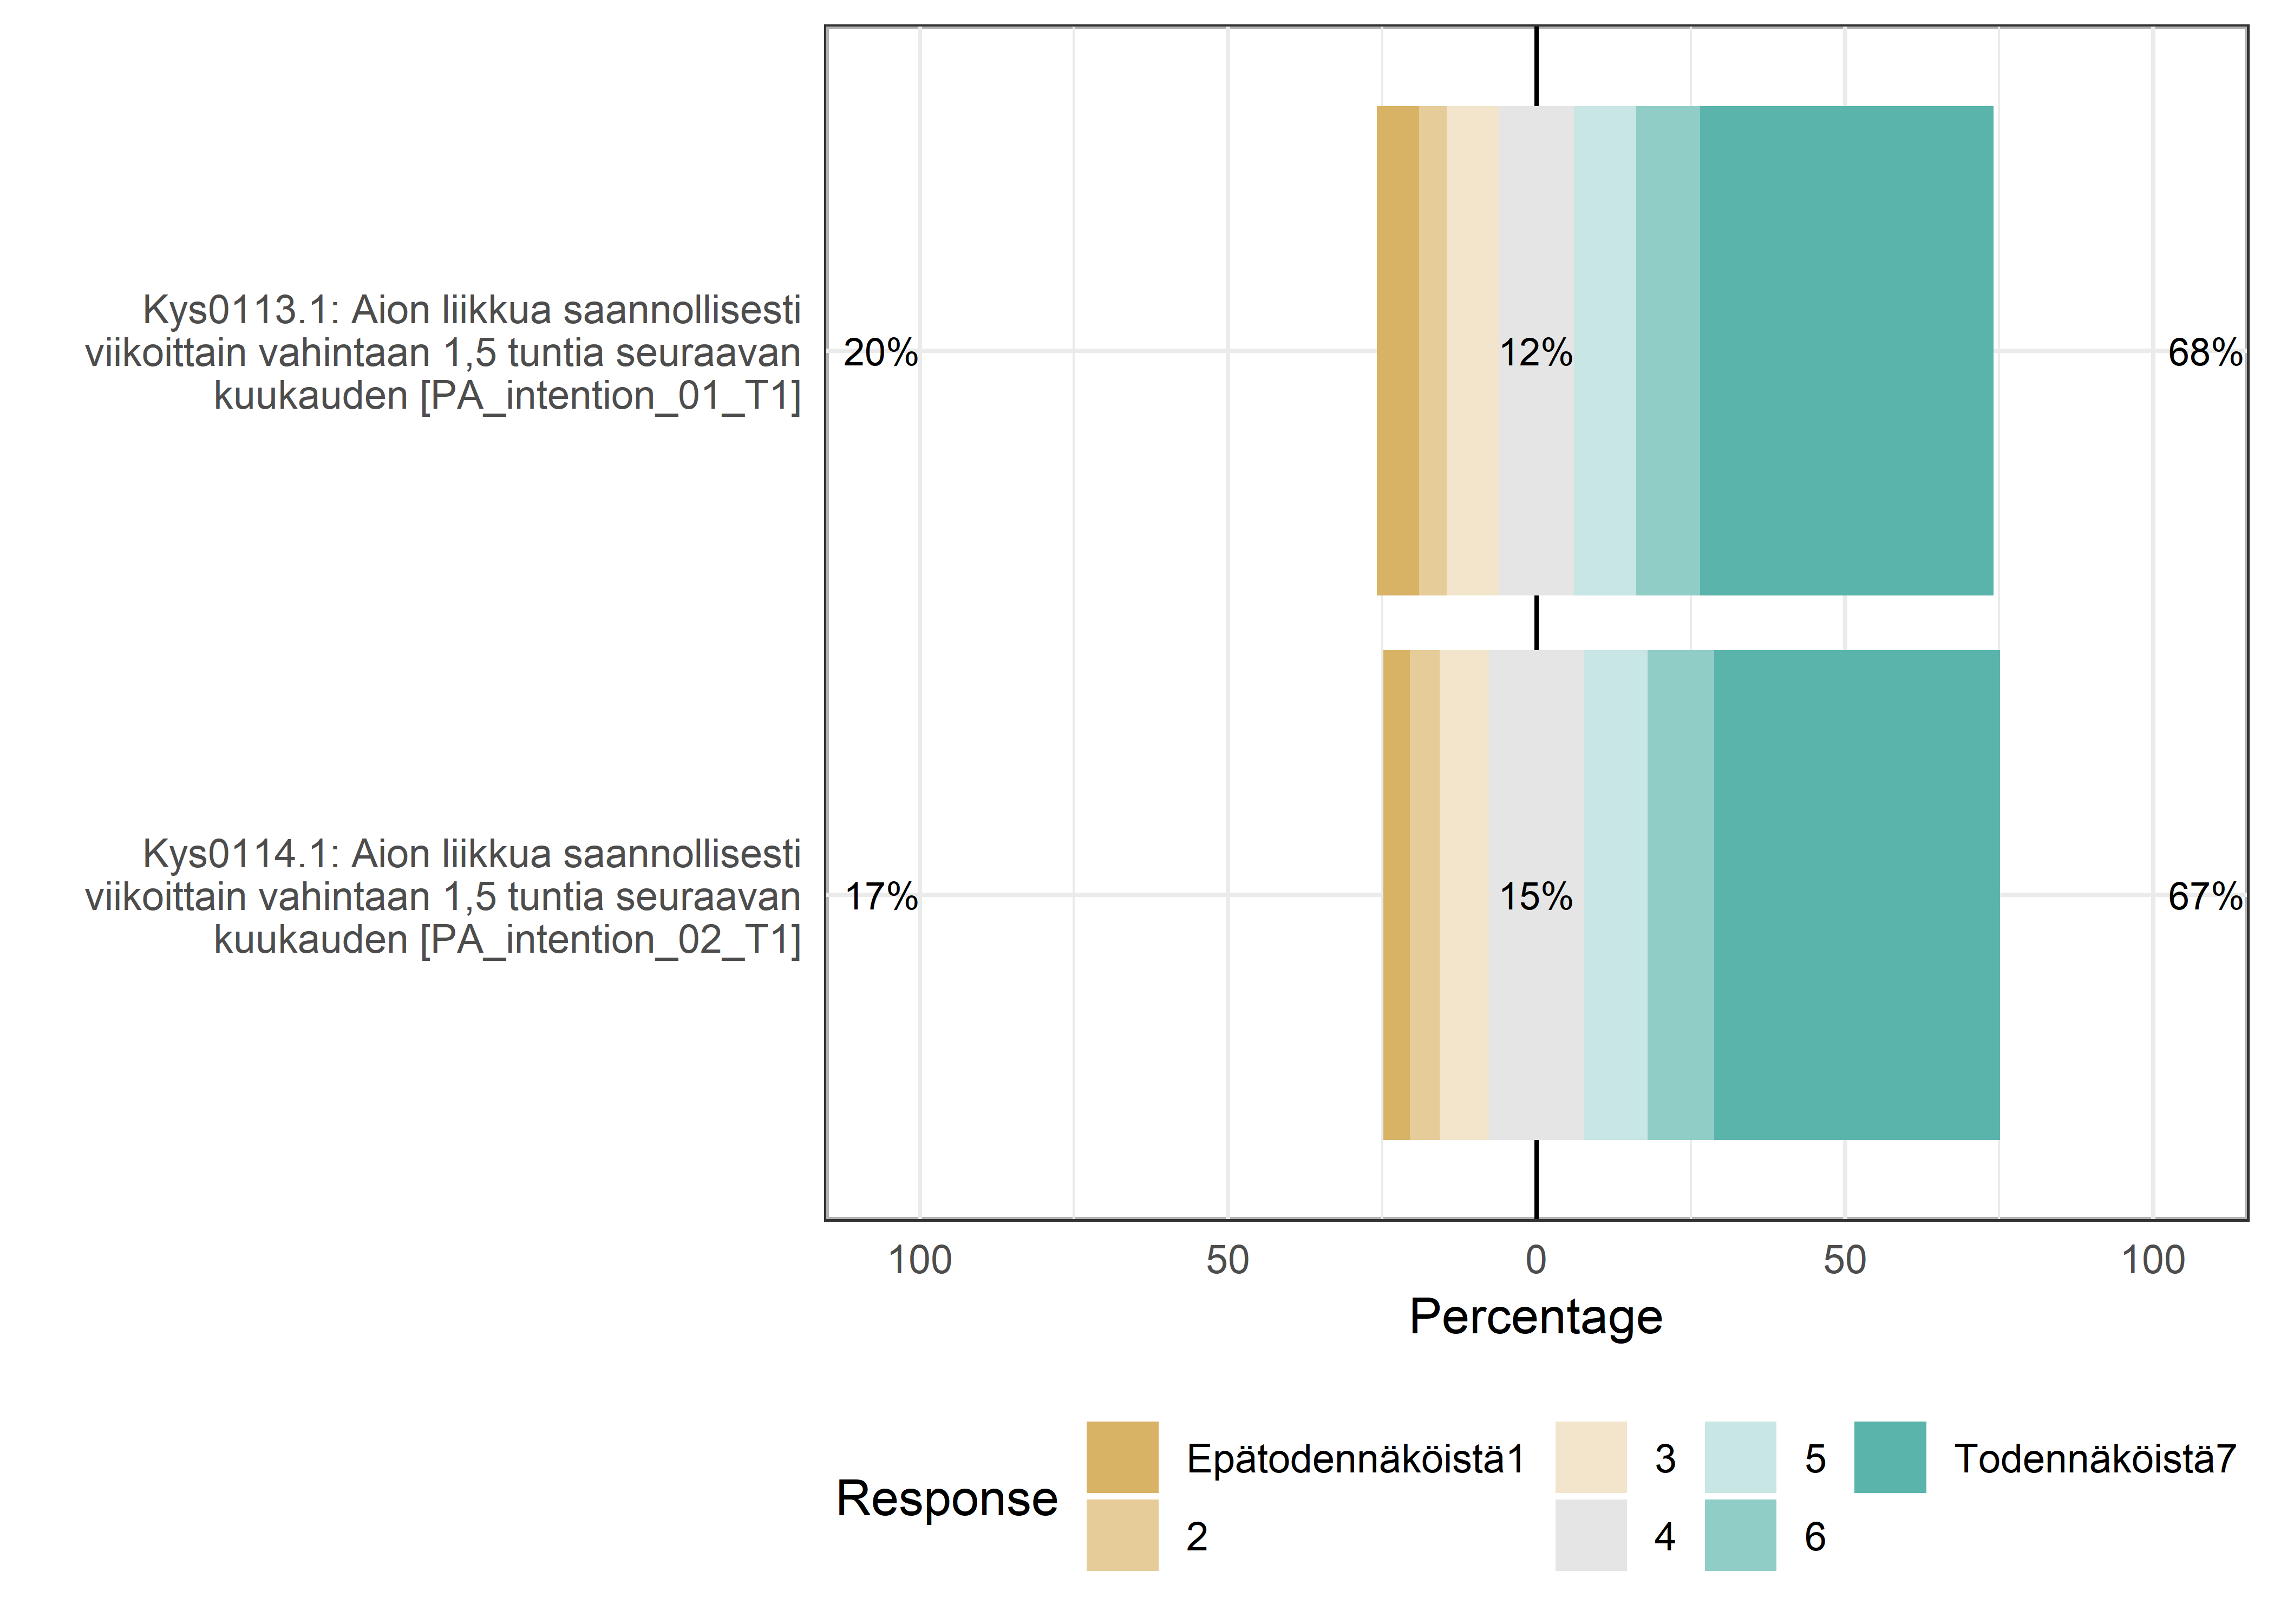 Kys0113.1: Aion liikkua saannollisesti
viikoittain vahintaan 1,5 tuntia seuraavan
kuukauden [PA_intention_01_T1]
20%
12%
68%
Kys0114.1: Aion liikkua saannollisesti
viikoittain vahintaan 1,5 tuntia seuraavan
kuukauden [PA_intention_02_T1]
17%
15%
67%
100 50 0 50 100
Percentage
Response
Epätodennäköistä1 3 5 Todennäköistä7
2 4 6